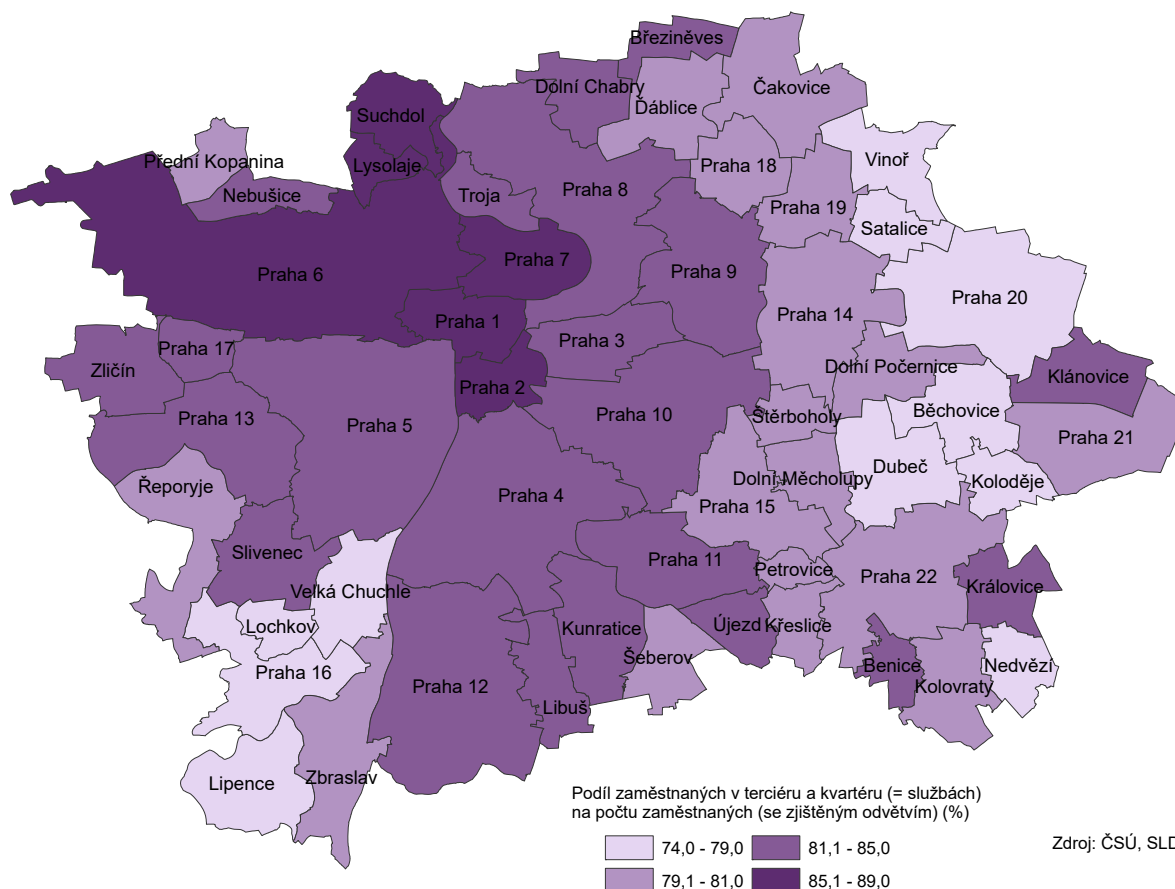 Březiněves
Dolní Chabry
Ďáblice
Čakovice
Suchdol
Přední Kopanina
Lysolaje
Nebušice
Troja
Praha 8
Praha 18
Vinoř
Praha 19
Satalice
Praha 6
Praha 7
Praha 9
Praha 20
Praha 1
Praha 3
Praha 14
Praha 17
Zličín
Praha 2
Dolní Počernice
Klánovice
Praha 13
Praha 5
Praha 10
Štěrboholy
Běchovice
Praha 21
Řeporyje
Praha 4
Dolní Měcholupy
Dubeč
Koloděje
Praha 15
Slivenec
Velká Chuchle
Praha 11
Petrovice
Praha 22
Královice
Lochkov
Kunratice
Újezd
Křeslice
Šeberov
Praha 16
Praha 12
Benice
Kolovraty
Nedvězí
Libuš
Lipence
Zbraslav
Podíl zaměstnaných v terciéru a kvartéru (= službách)
na počtu zaměstnaných (se zjištěným odvětvím) (%)
74,0 - 79,0
81,1 - 85,0
79,1 - 81,0
85,1 - 89,0
Zdroj: ČSÚ, SLD